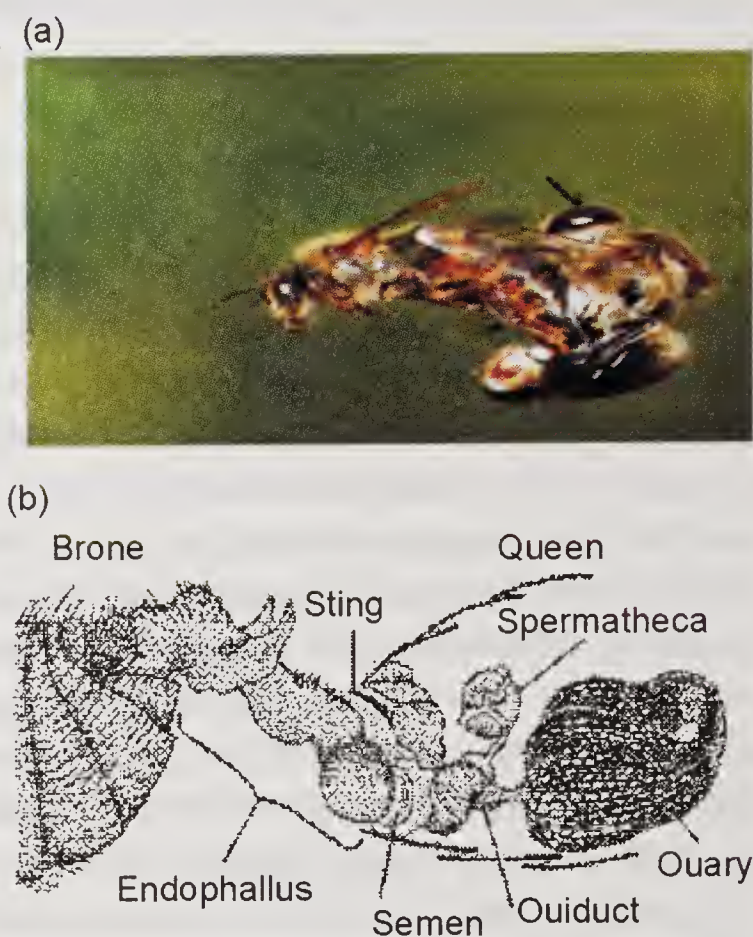 (a)
(b)
Brone
Queen
Sting
Spermatheca
Endophallus
Ouary
Semen
Ouiduct